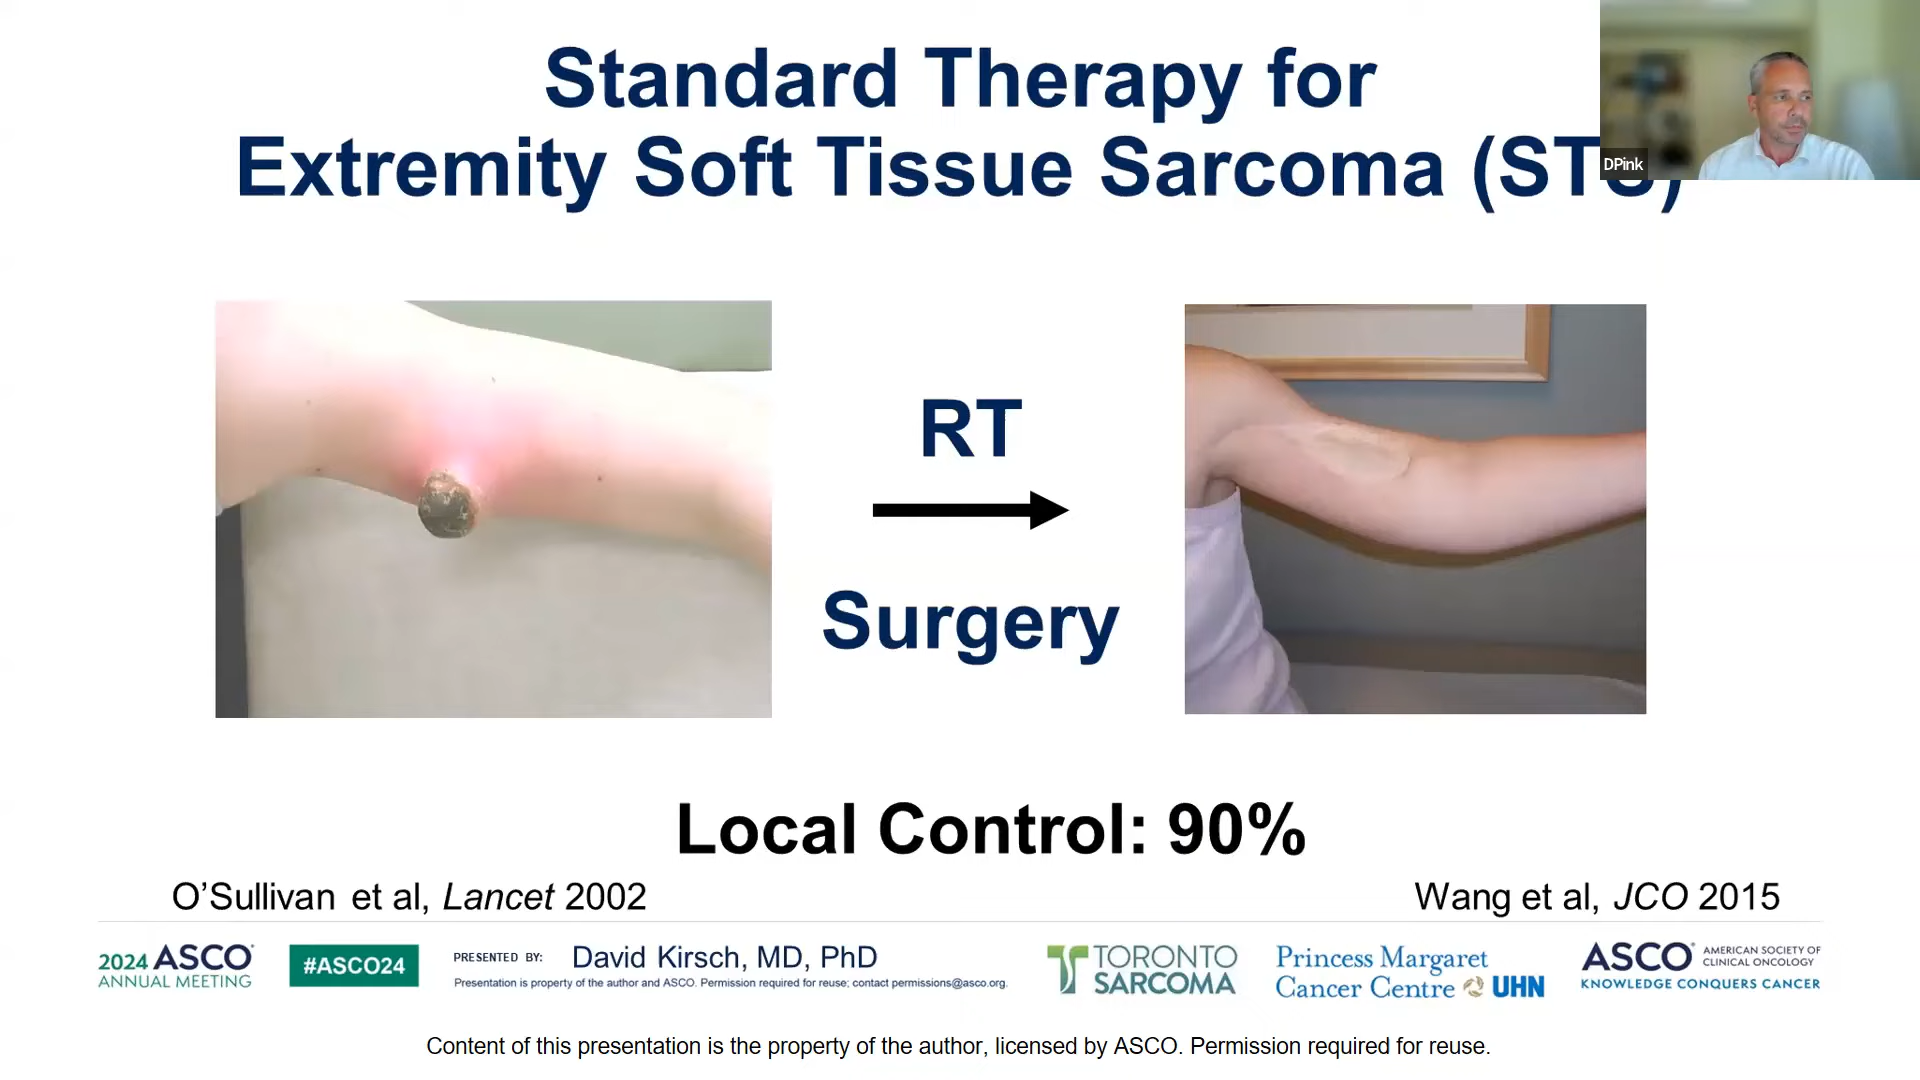 Standard Therapy for
Extremity Soft Tissue Sarcoma (STS)
DPink
RT
Surgery
Local Control: 90%
O’Sullivan et al, Lancet 2002
Wang et al, JCO 2015
2024 ASCO
ANNUAL MEETING
#ASCO24
PRESENTED BY: David Kirsch, MD, PhD
Presentation is property of the author and ASCO. Permission required for reuse; contact permissions@asco.org.
TORONTO
SARCOMA
Princess Margaret
Cancer Centre UHN
ASCO AMERICAN SOCIETY OF
CLINICAL ONCOLOGY
KNOWLEDGE CONQUERS CANCER
Content of this presentation is the property of the author, licensed by ASCO. Permission required for reuse.